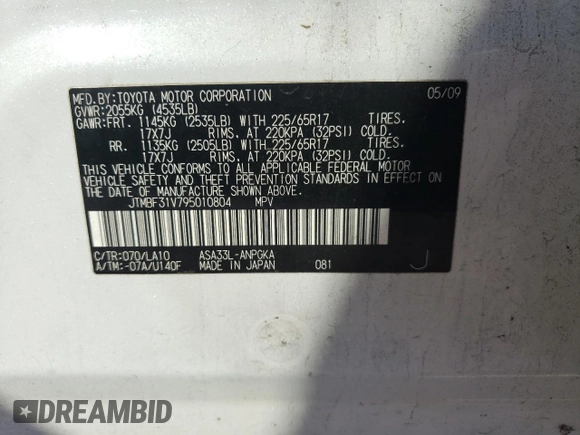 MFD.BY:TOYOTA MOTOR CORPORATION 05/09
GVWR:2055KG (4535LB)
GAWR:FRT. 1145KG (2535LB) WITH 225/65R17 TIRES.
17X7J RIMS. AT 220KPA (32PSI) COLD.
RR. 1135KG (2505LB) WITH 225/65R17 TIRES.
17X7J RIMS. AT 220KPA (32PSI) COLD.
THIS VEHICLE CONFORMS TO ALL APPLICABLE FEDERAL MOTOR
VEHICLE SAFETY AND THEFT PREVENTION STANDARDS IN EFFECT ON
THE DATE OF MANUFACTURE SHOWN ABOVE.
JTMBF31V795010804 MPV
C/TR:070/LA10 ASA33L-ANPGKA
A/TM:-07A/U140F MADE IN JAPAN 081 J
DREAMBID